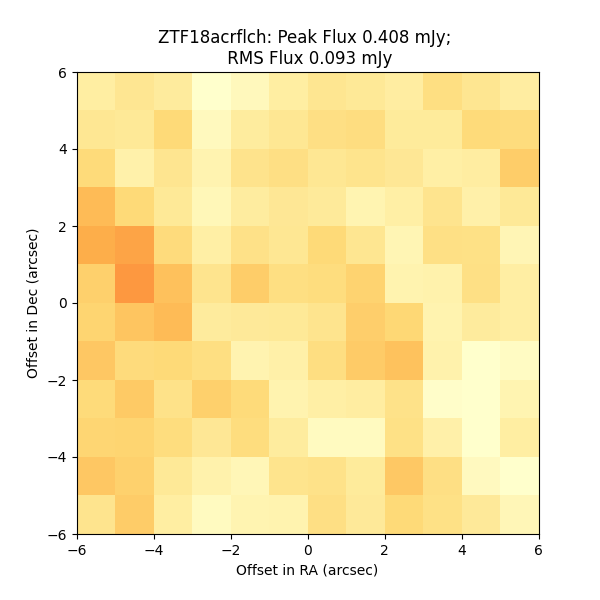 ZTF18acrflch: Peak Flux 0.408 mJy;
RMS Flux 0.093 mJy
6
4
2
0
−2
−4
−6
Offset in Dec (arcsec)
−6 −4 −2 0 2 4 6
Offset in RA (arcsec)